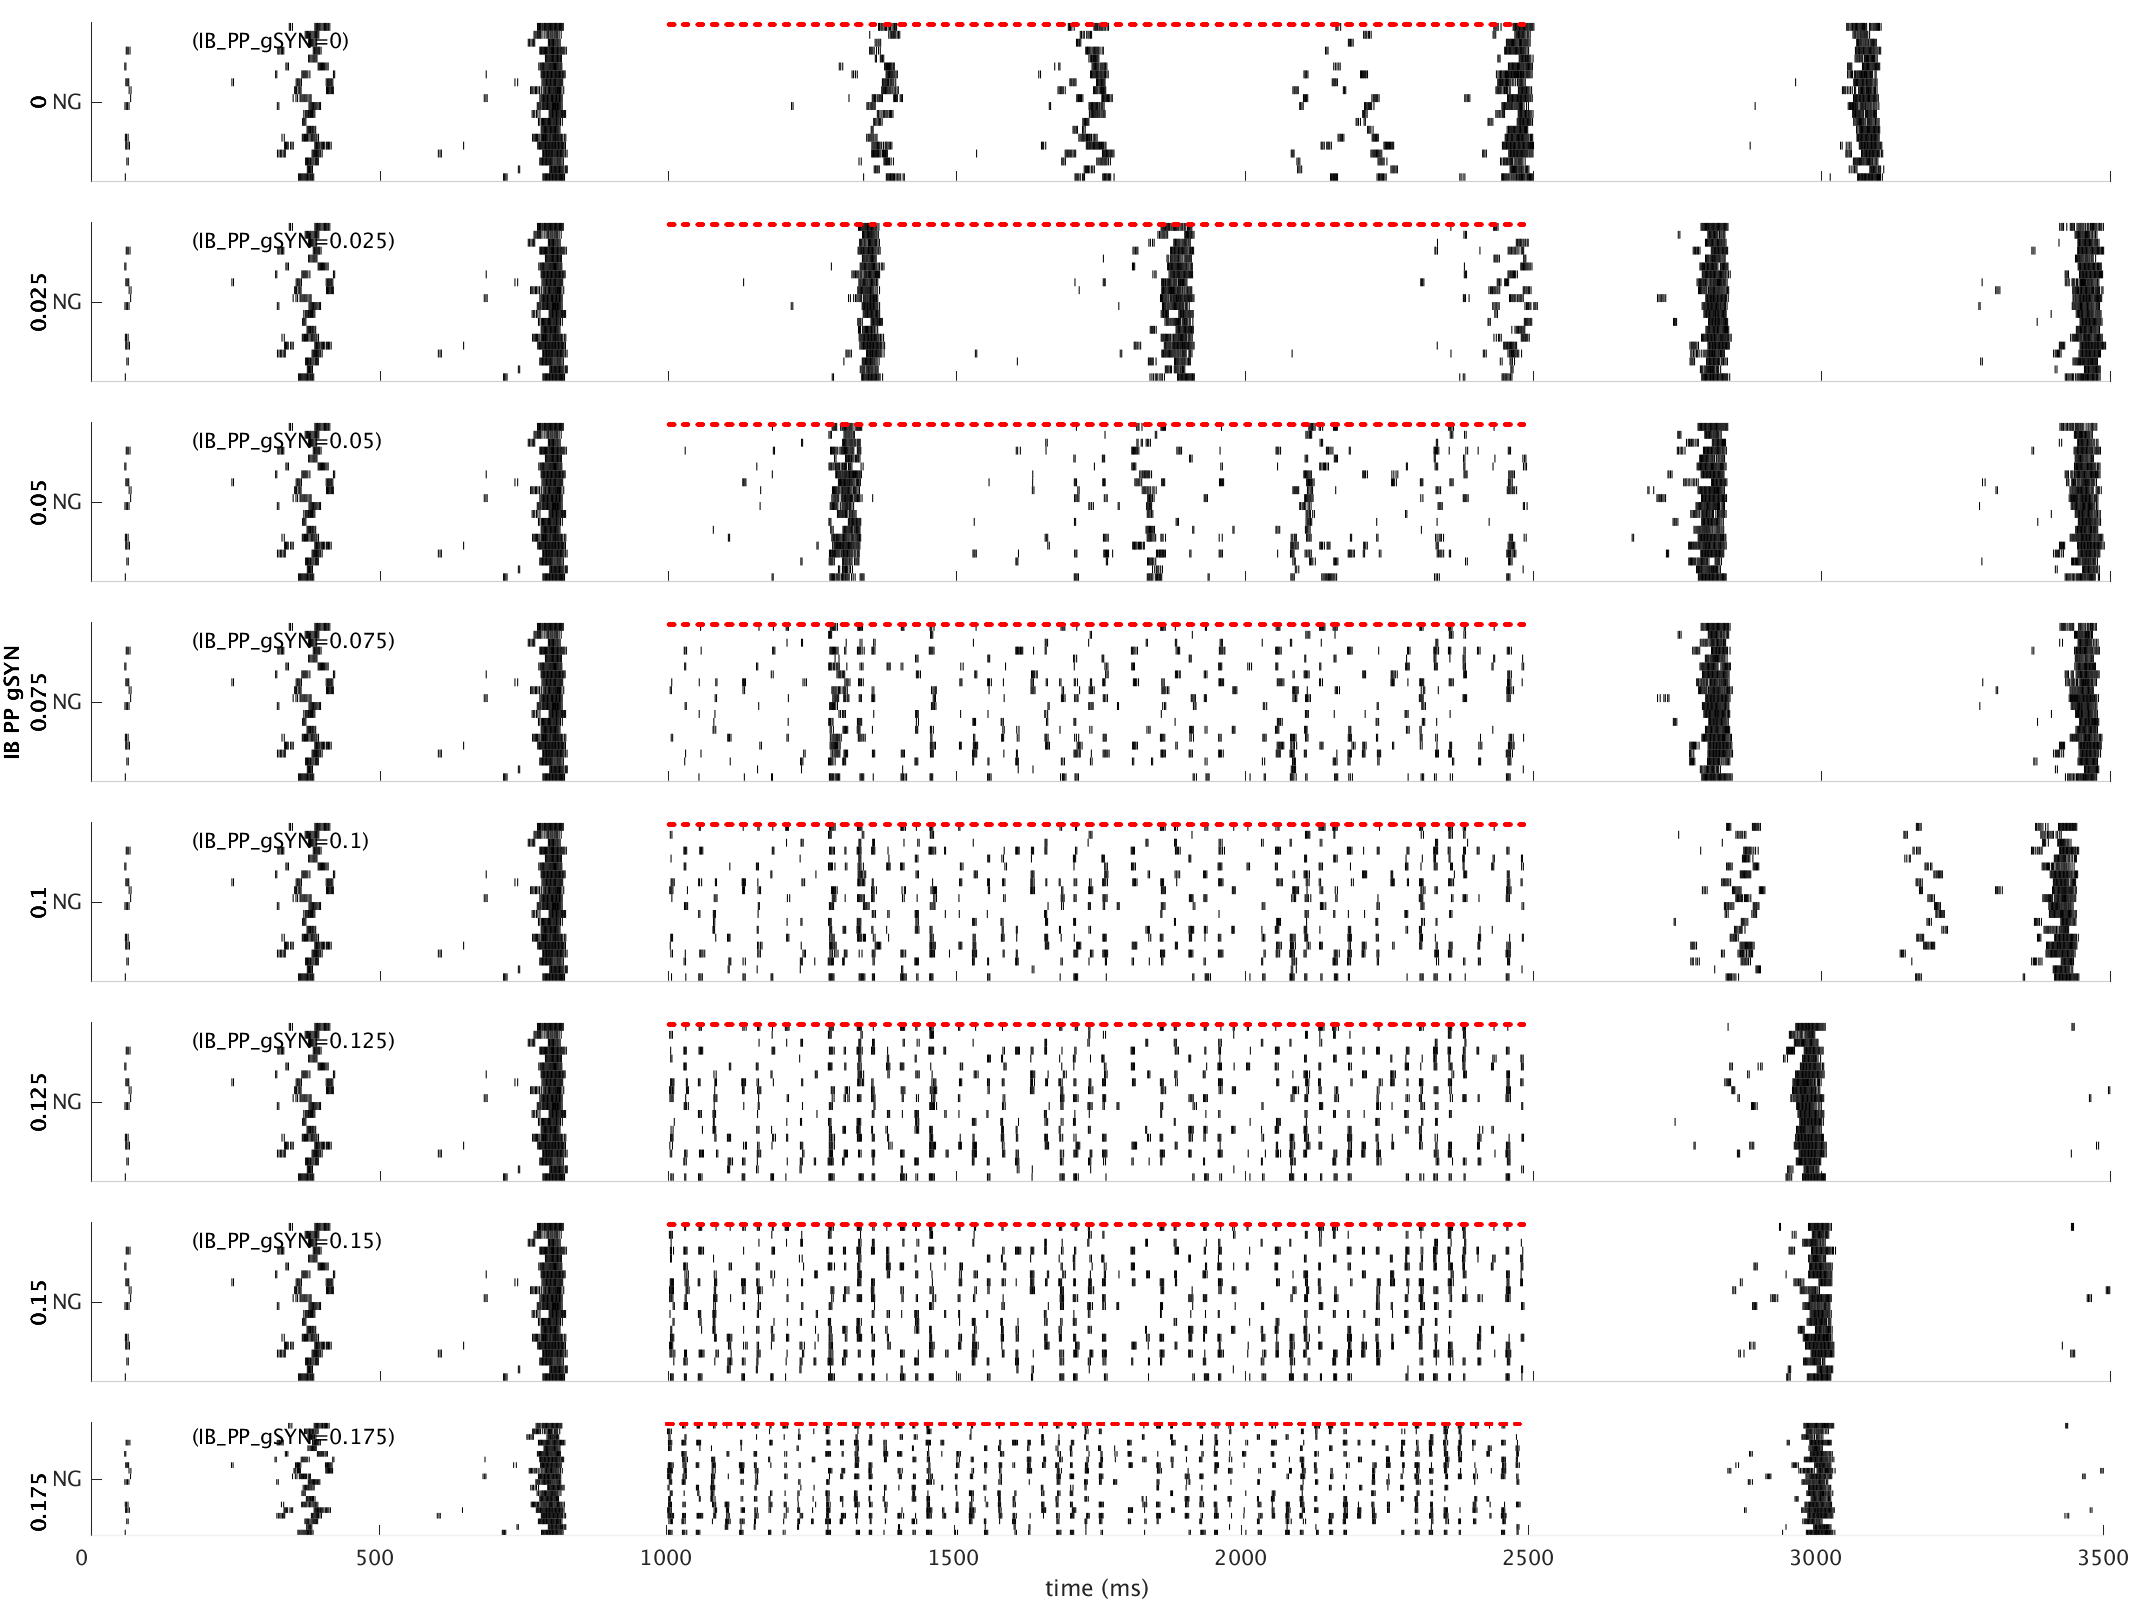 (IB_PP_gSYN=0)
0 NG
(IB_PP_gSYN=0.025)
0.025 NG
(IB_PP_gSYN=0.05)
0.05 NG
IB PP gSYN
(IB_PP_gSYN=0.075)
0.075 NG
(IB_PP_gSYN=0.1)
0.1 NG
(IB_PP_gSYN=0.125)
0.125 NG
(IB_PP_gSYN=0.15)
0.15 NG
(IB_PP_gSYN=0.175)
0.175 NG
0 500 1000 1500 2000 2500 3000 3500
time (ms)